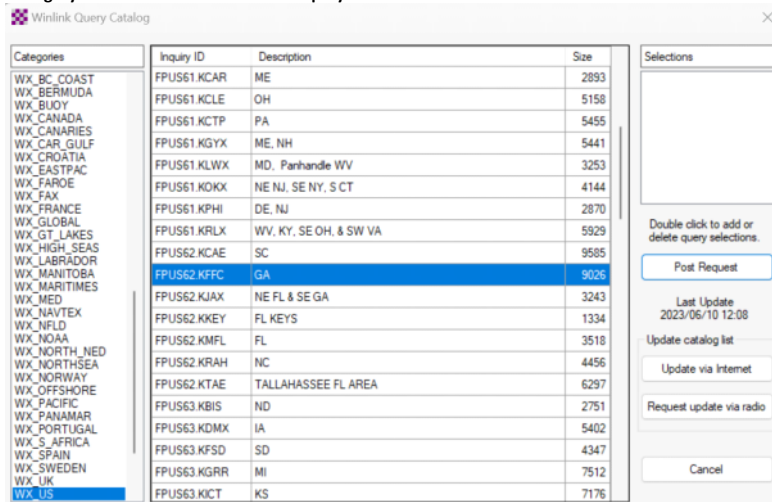 Winlink Query Catalog
Categories
WX_BC_COAST
WX_BERMUDA
WX_BUOY
WX_CANADA
WX_CANARIES
WX_CAR_GULF
WX_CROATIA
WX_EASTPAC
WX_FAROE
WX_FAX
WX_FRANCE
WX_GLOBAL
WX_GT_LAKES
WX_HIGH_SEAS
WX_LABRADOR
WX_MANITOBA
WX_MARITIMES
WX_MED
WX_NAVTEX
WX_NFLD
WX_NOAA
WX_NORTH_NED
WX_NORTHSEA
WX_NORWAY
WX_OFFSHORE
WX_PACIFIC
WX_PANAMAR
WX_PORTUGAL
WX_S_AFRICA
WX_SPAIN
WX_SWEDEN
WX_UK
WX_US
Inquiry ID Description Size
FPUS61.KCAR ME 2893
FPUS61.KCLE OH 5158
FPUS61.KCTP PA 5455
FPUS61.KGYX ME, NH 5441
FPUS61.KLWX MD, Panhandle WV 3253
FPUS61.KOKX NE NJ, SE NY, S CT 4144
FPUS61.KPHI DE, NJ 2870
FPUS61.KRLX WV, KY, SE OH, & SW VA 5929
FPUS62.KCAE SC 9585
FPUS62.KFFC GA 9026
FPUS62.KJAX NE FL & SE GA 3243
FPUS62.KKEY FL KEYS 1334
FPUS62.KMFL FL 3518
FPUS62.KRAH NC 4456
FPUS62.KTAE TALLAHASSEE FL AREA 6297
FPUS63.KBIS ND 2751
FPUS63.KDMX IA 5402
FPUS63.KFSD SD 4347
FPUS63.KGRR MI 7512
FPUS63.KICT KS 7176
Selections
Double click to add or
delete query selections.
Post Request
Last Update
2023/06/10 12:08
Update catalog list
Update via Internet
Request update via radio
Cancel